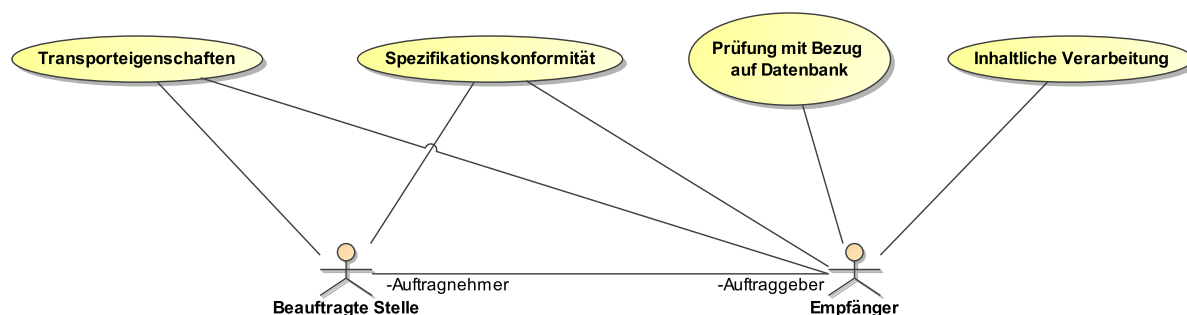 Transporteigenschaften
Spezifikationskonformität
Prüfung mit Bezug
auf Datenbank
Inhaltliche Verarbeitung
-Auftragnehmer
-Auftraggeber
Beauftragte Stelle
Empfänger